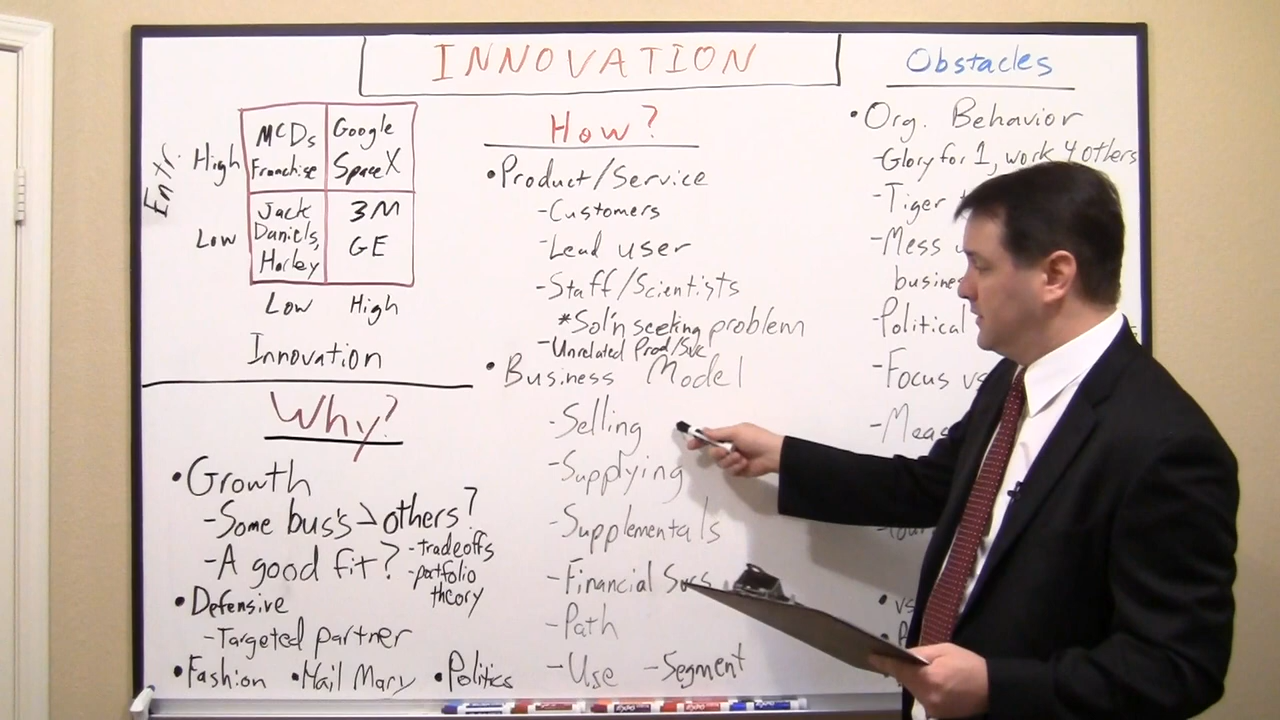 INNOVATION
Entr.
High
MCDs
Franchise
Google
SpaceX
Low
Jack
Daniels,
Harley
3M
GE
Low High
Innovation
Why?
• Growth
- Some bus's > others?
- A good fit? - tradeoffs
- portfolio
theory
• Defensive
- Targeted partner
• Fashion • Hail Mary • Politics
How?
• Product/Service
- Customers
- Lead user
- Staff/Scientists
* Sol'n seeking problem
- Unrelated Prod/Svc
• Business Model
- Selling
- Supplying
- Supplementals
- Financial Svcs
- Path
- Use - Segment
Obstacles
• Org. Behavior
- Glory for 1, work 4 others
- Tiger
- Mess
- Political
- Focus vs
• vs
EXPO